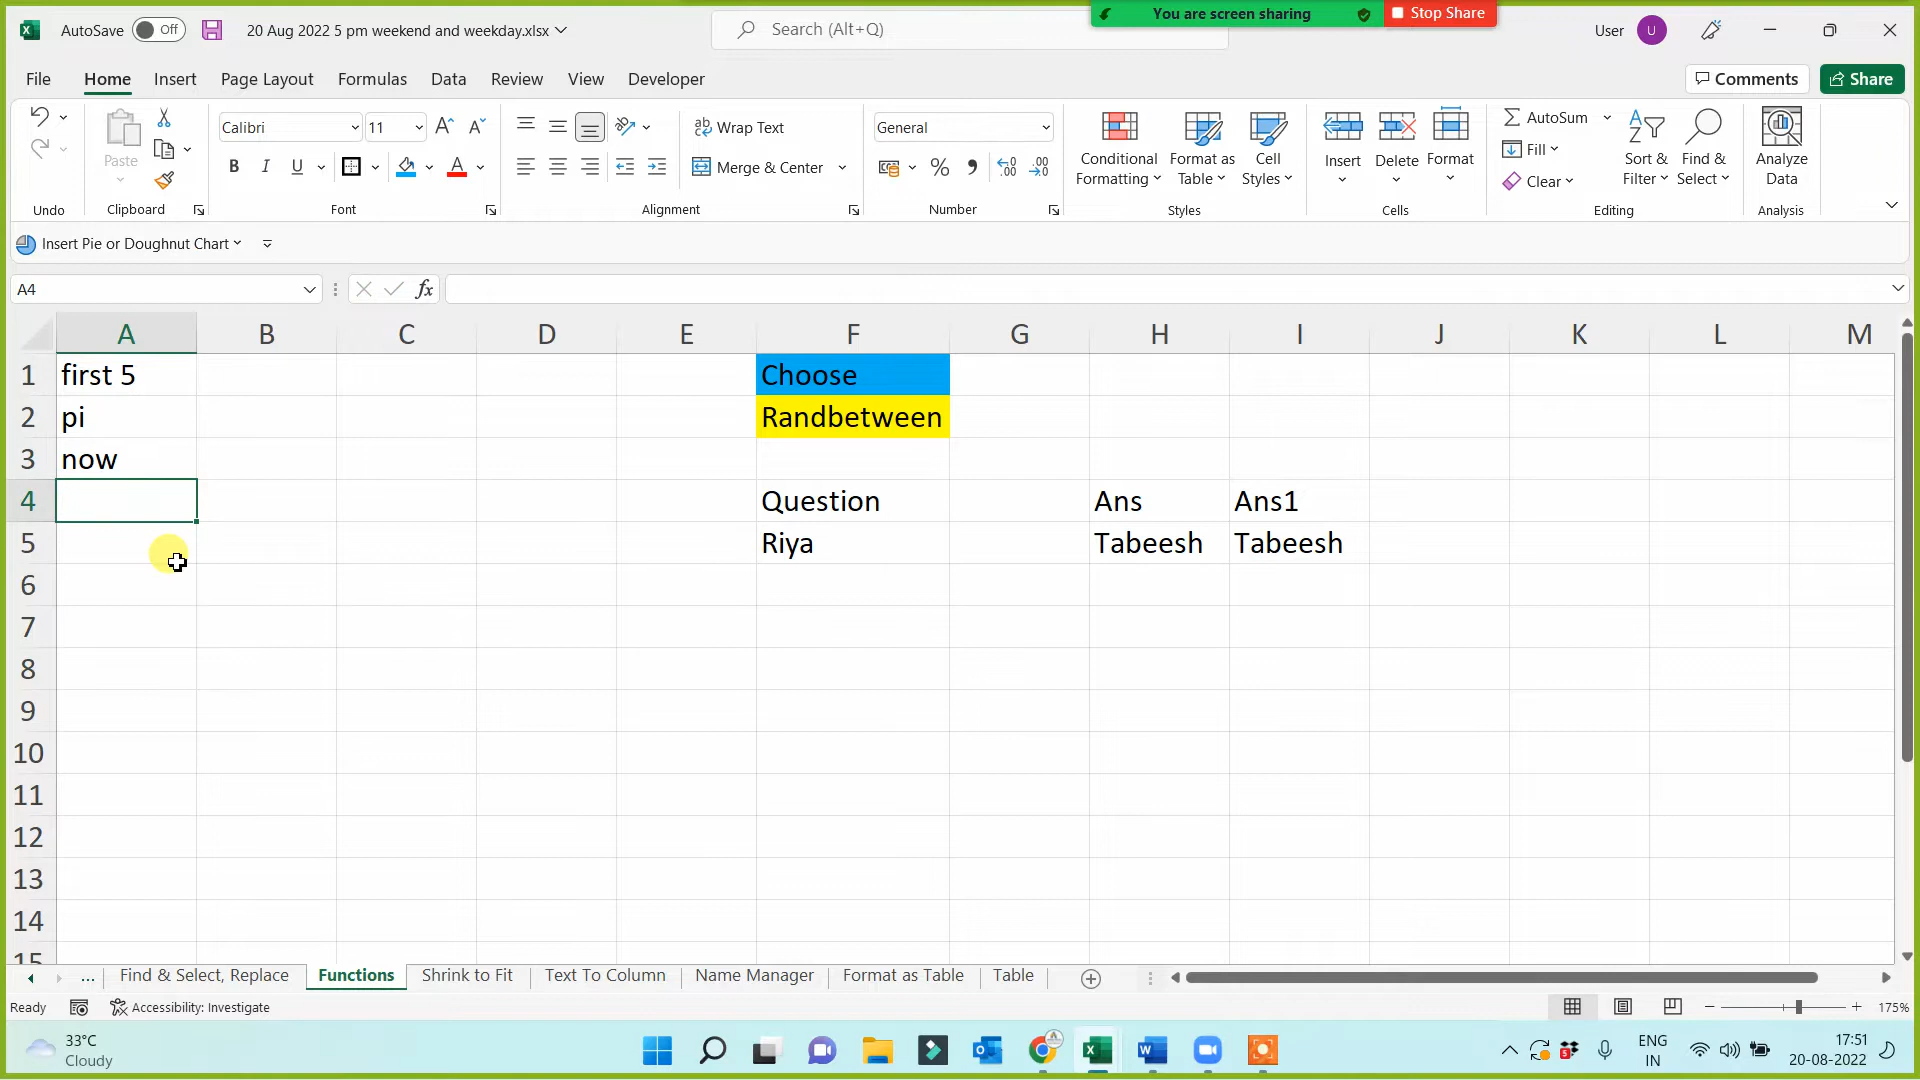 AutoSave Off 20 Aug 2022 5 pm weekend and weekday.xlsx Search (Alt+Q) You are screen sharing Stop Share User U
File Home Insert Page Layout Formulas Data Review View Developer Comments Share
Paste Calibri 11 Wrap Text General Conditional Formatting Format as Table Cell Styles Insert Delete Format AutoSum Sort & Filter Find & Select Analyze Data
B I U Merge & Center % Fill
Clear
Undo Clipboard Font Alignment Number Styles Cells Editing Analysis
Insert Pie or Doughnut Chart
A4 fx
A B C D E F G H I J K L M
1 first 5 Choose
2 pi Randbetween
3 now
4 Question Ans Ans1
5 Riya Tabeesh Tabeesh
6
7
8
9
10
11
12
13
14
15
... Find & Select, Replace Functions Shrink to Fit Text To Column Name Manager Format as Table Table
Ready Accessibility: Investigate 175%
33°C ENG 17:51
Cloudy IN 20-08-2022